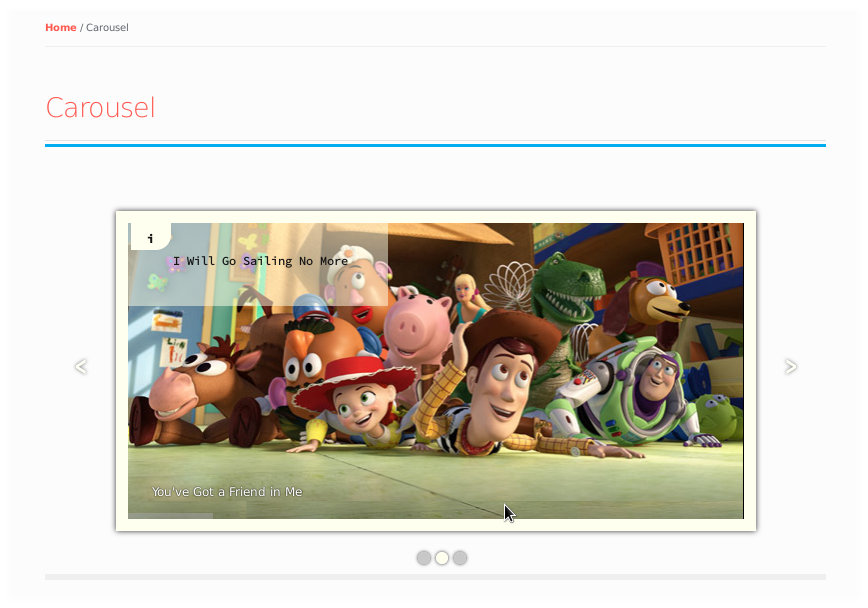 Home / Carousel
Carousel
i
I Will Go Sailing No More
<
>
You've Got a Friend in Me